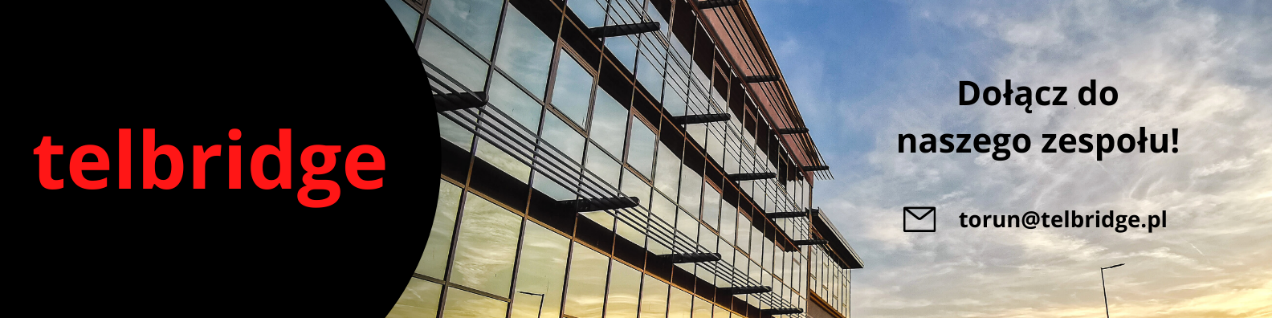 telbridge
Dołącz do
naszego zespołu!
torun@telbridge.pl